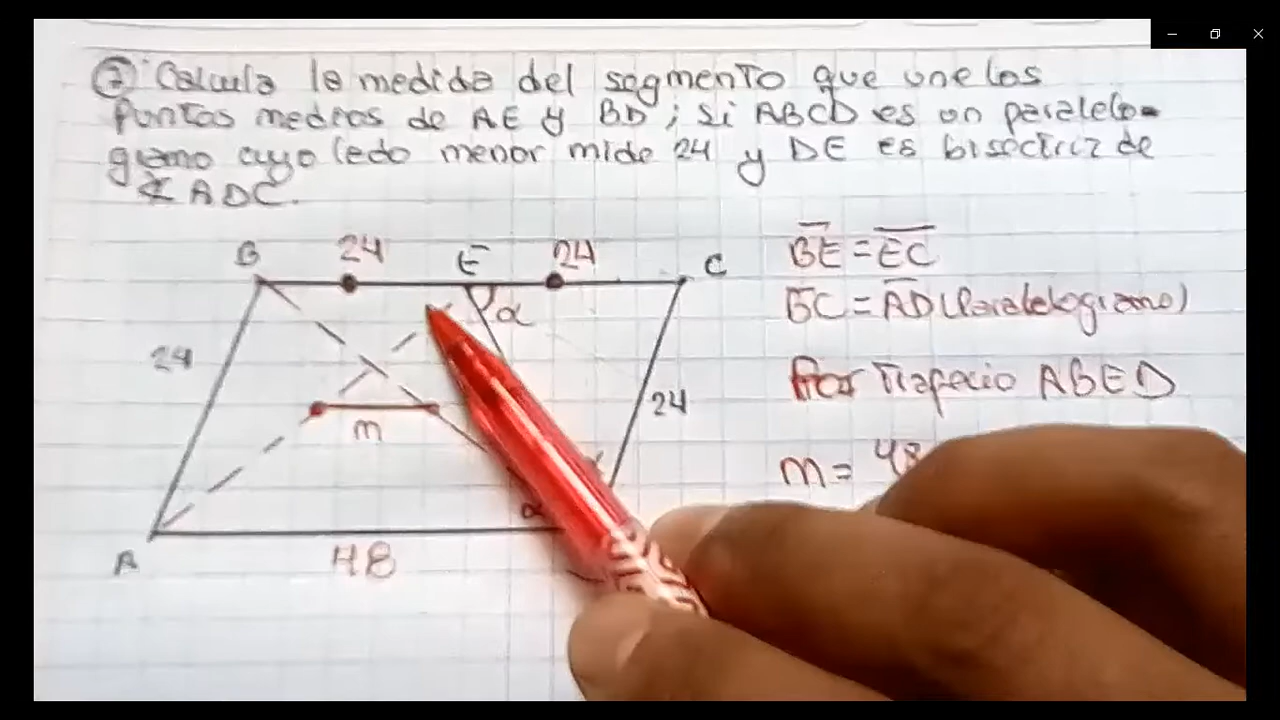 ⑦ Calcula la medida del segmento que une los
puntos medios de AE y BD; si ABCD es un paralelo-
gramo cuyo lado menor mide 24 y DE es bisectriz de
∢ ADC.
B 24 E 24 C
α
24
24
m
α
A
48
BE = EC
BC = AD (Paralelogramo)
Por Trapecio ABED
m = 48